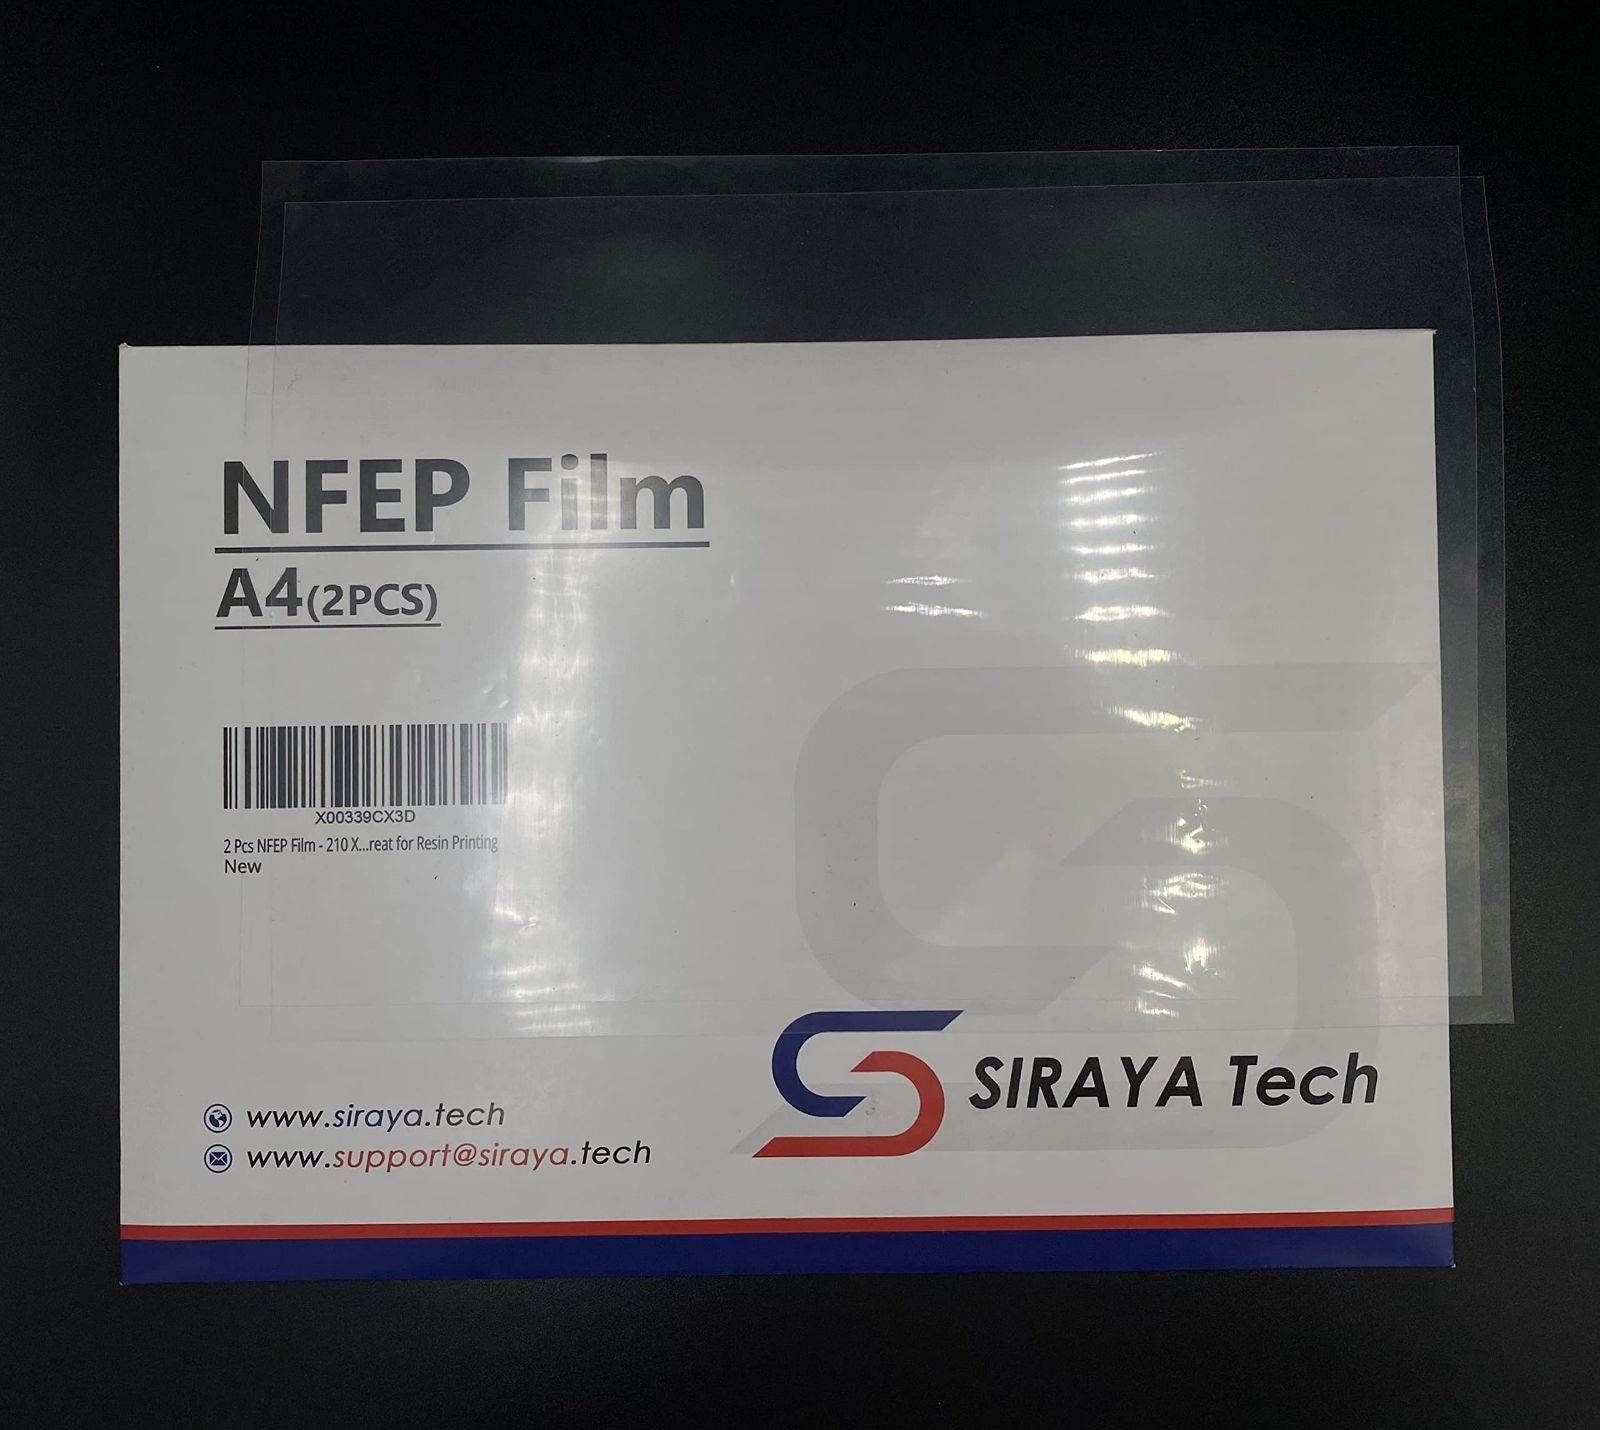 NFEP Film
A4(2PCS)
X00339CX3D
2 Pcs NFEP Film - 210 X...reat for Resin Printing
New
SIRAYA Tech
www.siraya.tech
www.support@siraya.tech